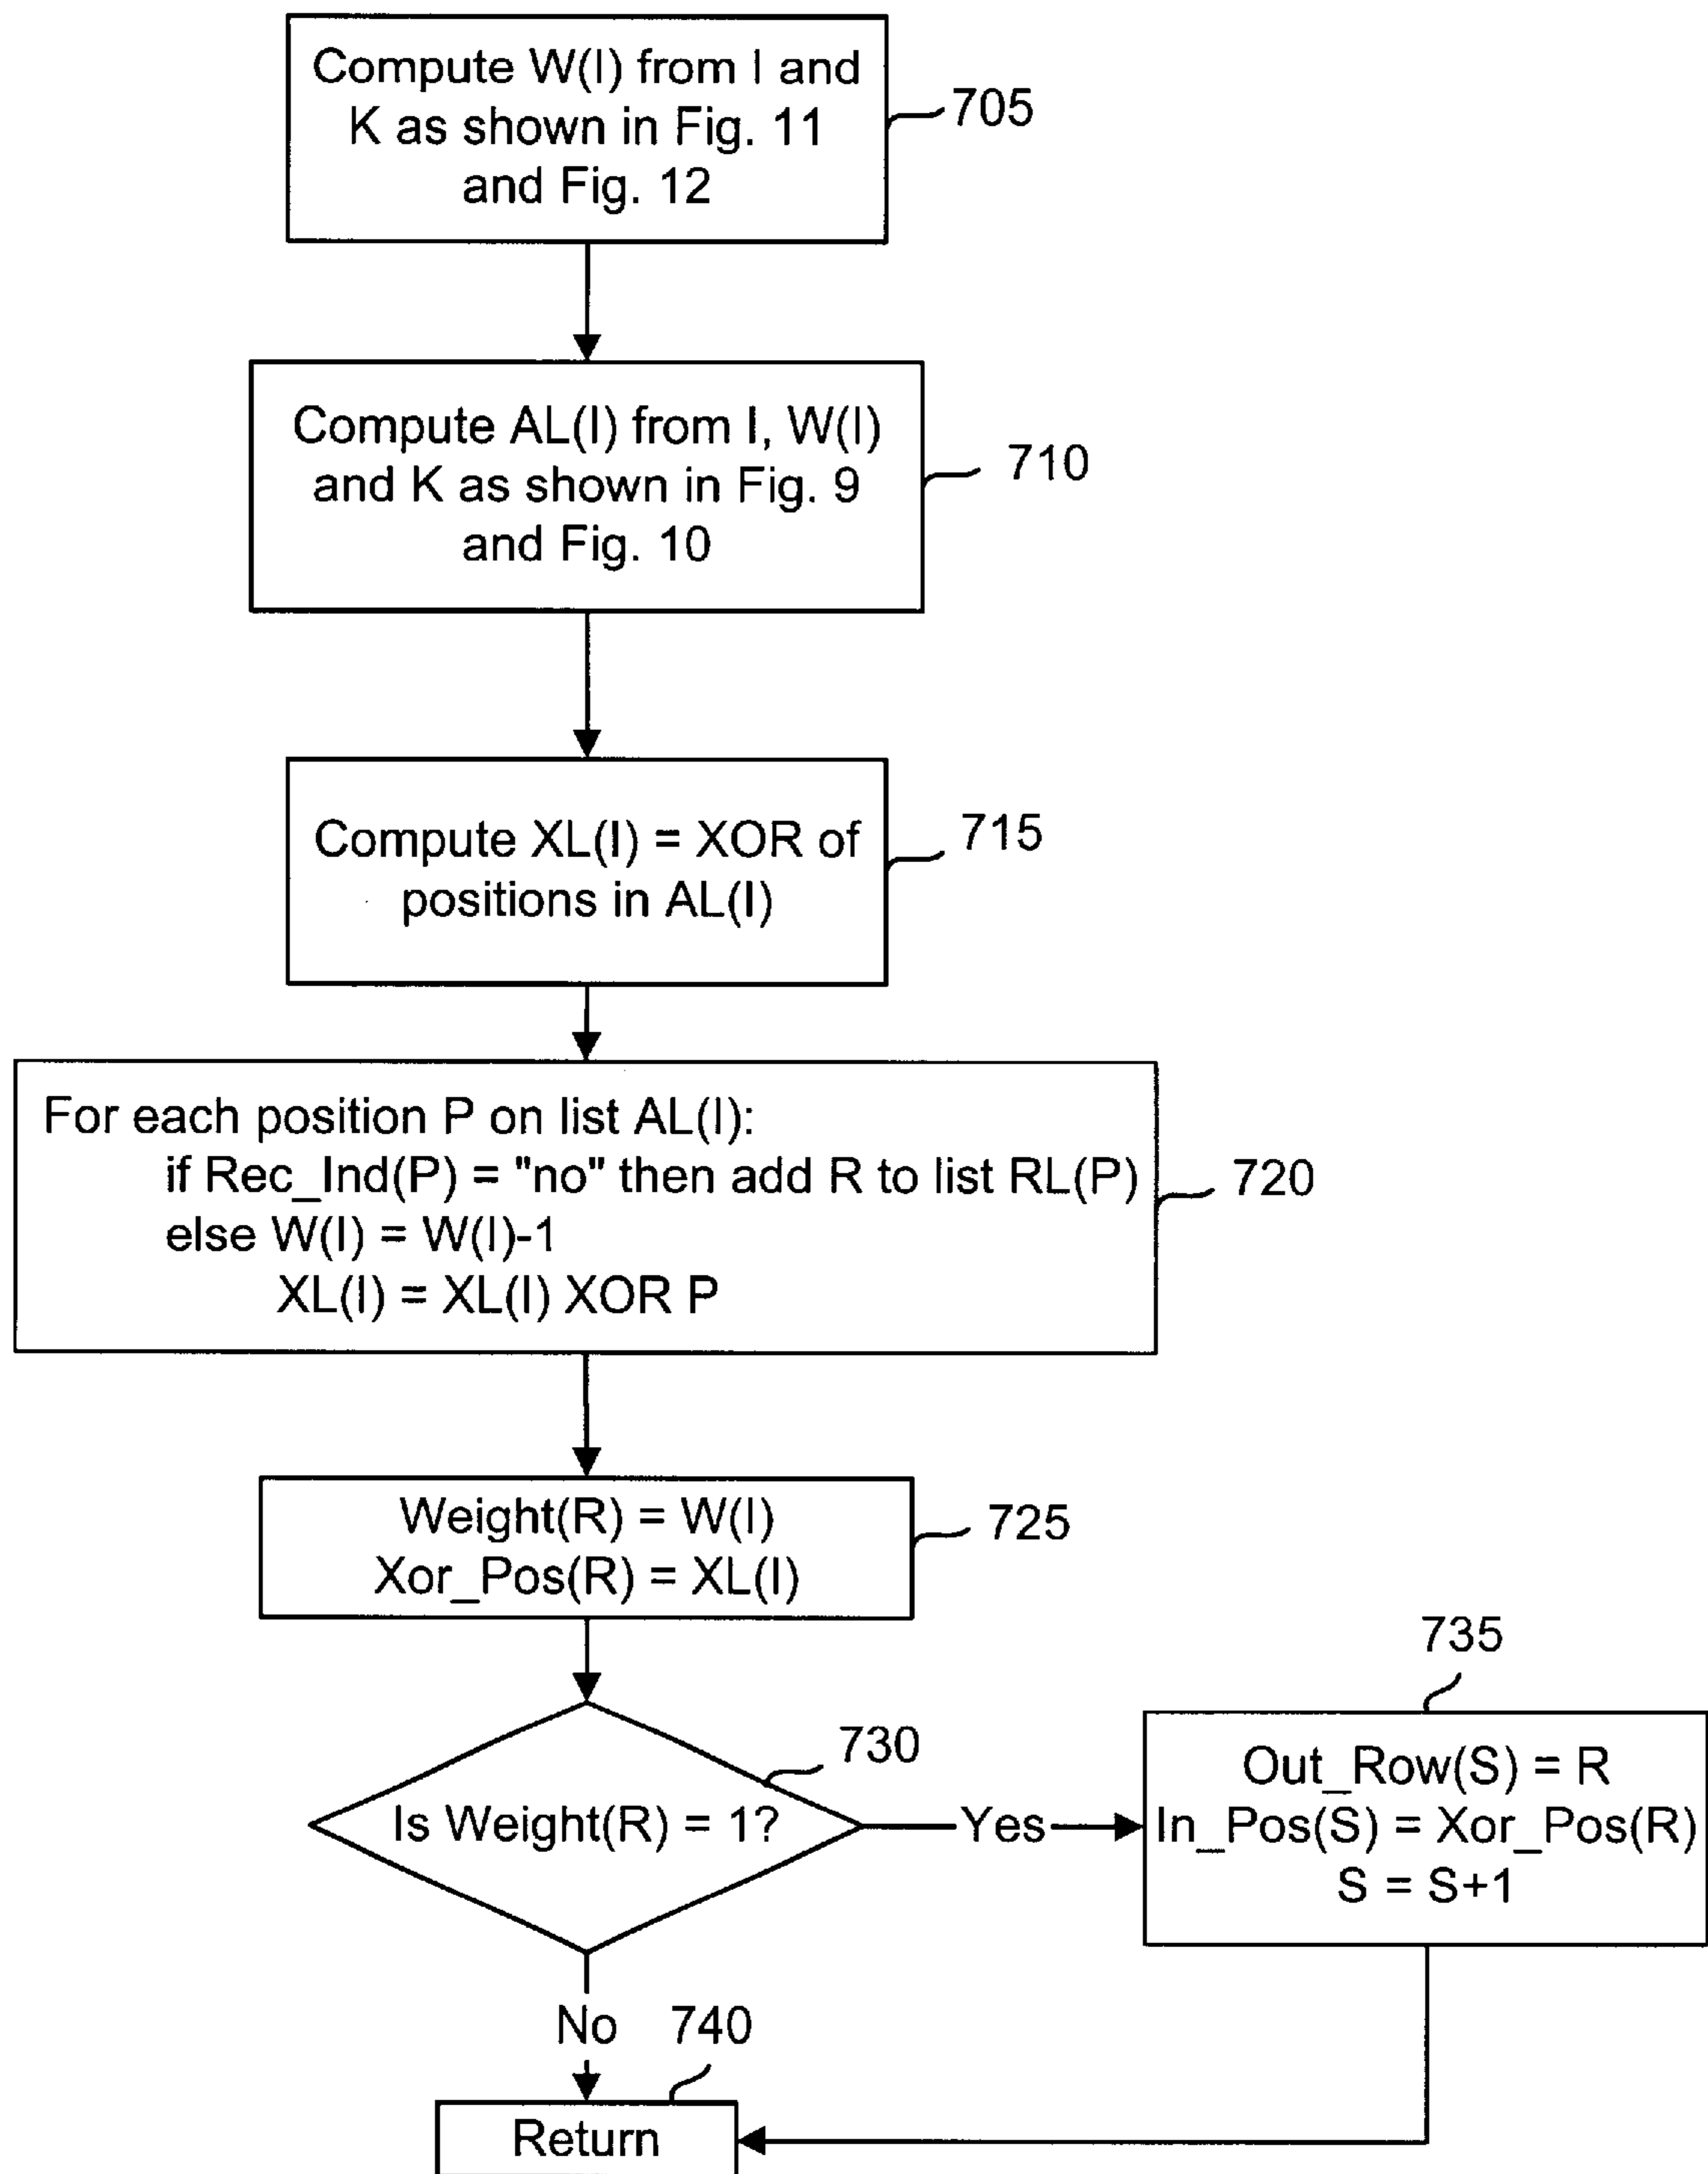 Compute W(I) from I and
K as shown in Fig. 11
and Fig. 12
705
Compute AL(I) from I, W(I)
and K as shown in Fig. 9
and Fig. 10
710
Compute XL(I) = XOR of
positions in AL(I)
715
For each position P on list AL(I):
if Rec_Ind(P) = "no" then add R to list RL(P)
else W(I) = W(I)-1
XL(I) = XL(I) XOR P
720
Weight(R) = W(I)
Xor_Pos(R) = XL(I)
725
Is Weight(R) = 1?
730
Yes
735
Out_Row(S) = R
In_Pos(S) = Xor_Pos(R)
S = S+1
No
740
Return